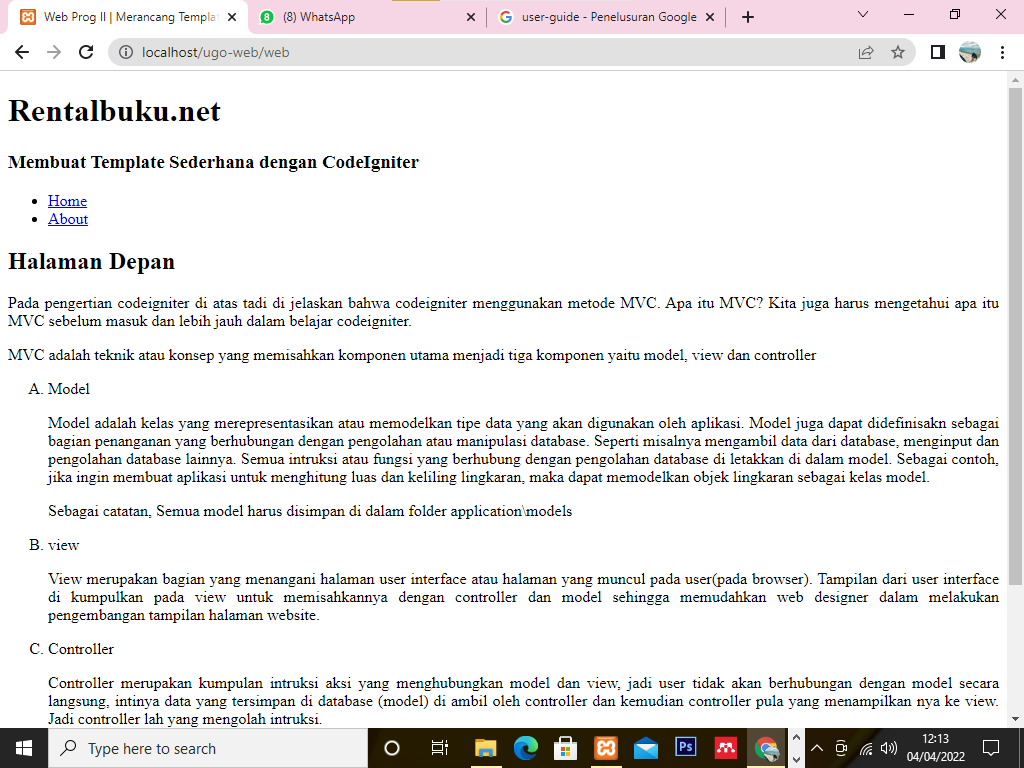 Web Prog II | Merancang Templat
(8) WhatsApp
user-guide - Penelusuran Google
localhost/ugo-web/web
Rentalbuku.net
Membuat Template Sederhana dengan CodeIgniter
Home
About
Halaman Depan
Pada pengertian codeigniter di atas tadi di jelaskan bahwa codeigniter menggunakan metode MVC. Apa itu MVC? Kita juga harus mengetahui apa itu
MVC sebelum masuk dan lebih jauh dalam belajar codeigniter.
MVC adalah teknik atau konsep yang memisahkan komponen utama menjadi tiga komponen yaitu model, view dan controller
A. Model
Model adalah kelas yang merepresentasikan atau memodelkan tipe data yang akan digunakan oleh aplikasi. Model juga dapat didefinisakn sebagai
bagian penanganan yang berhubungan dengan pengolahan atau manipulasi database. Seperti misalnya mengambil data dari database, menginput dan
pengolahan database lainnya. Semua intruksi atau fungsi yang berhubung dengan pengolahan database di letakkan di dalam model. Sebagai contoh,
jika ingin membuat aplikasi untuk menghitung luas dan keliling lingkaran, maka dapat memodelkan objek lingkaran sebagai kelas model.
Sebagai catatan, Semua model harus disimpan di dalam folder application\models
B. view
View merupakan bagian yang menangani halaman user interface atau halaman yang muncul pada user(pada browser). Tampilan dari user interface
di kumpulkan pada view untuk memisahkannya dengan controller dan model sehingga memudahkan web designer dalam melakukan
pengembangan tampilan halaman website.
C. Controller
Controller merupakan kumpulan intruksi aksi yang menghubungkan model dan view, jadi user tidak akan berhubungan dengan model secara
langsung, intinya data yang tersimpan di database (model) di ambil oleh controller dan kemudian controller pula yang menampilkan nya ke view.
Jadi controller lah yang mengolah intruksi.
Type here to search
Ps
12:13
04/04/2022